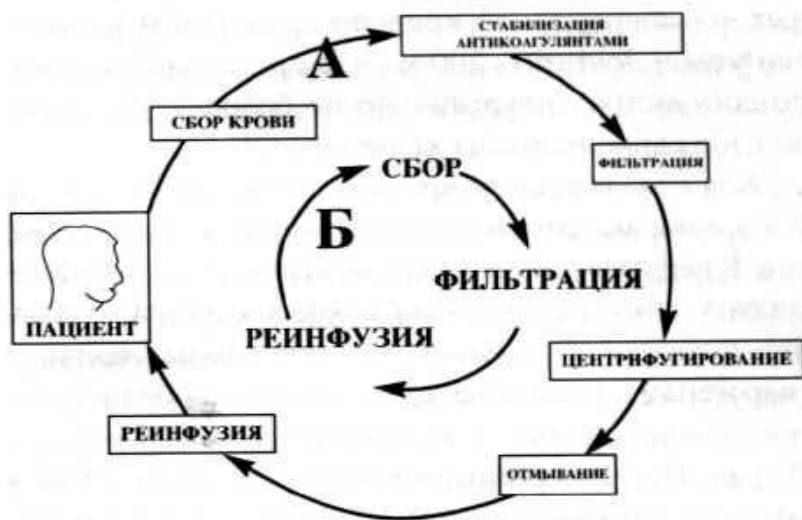 А
СТАБИЛИЗАЦИЯ
АНТИКОАГУЛЯНТАМИ
СБОР КРОВИ
ФИЛЬТРАЦИЯ
СБОР
Б
ФИЛЬТРАЦИЯ
ПАЦИЕНТ
РЕИНФУЗИЯ
ЦЕНТРИФУГИРОВАНИЕ
РЕИНФУЗИЯ
ОТМЫВАНИЕ